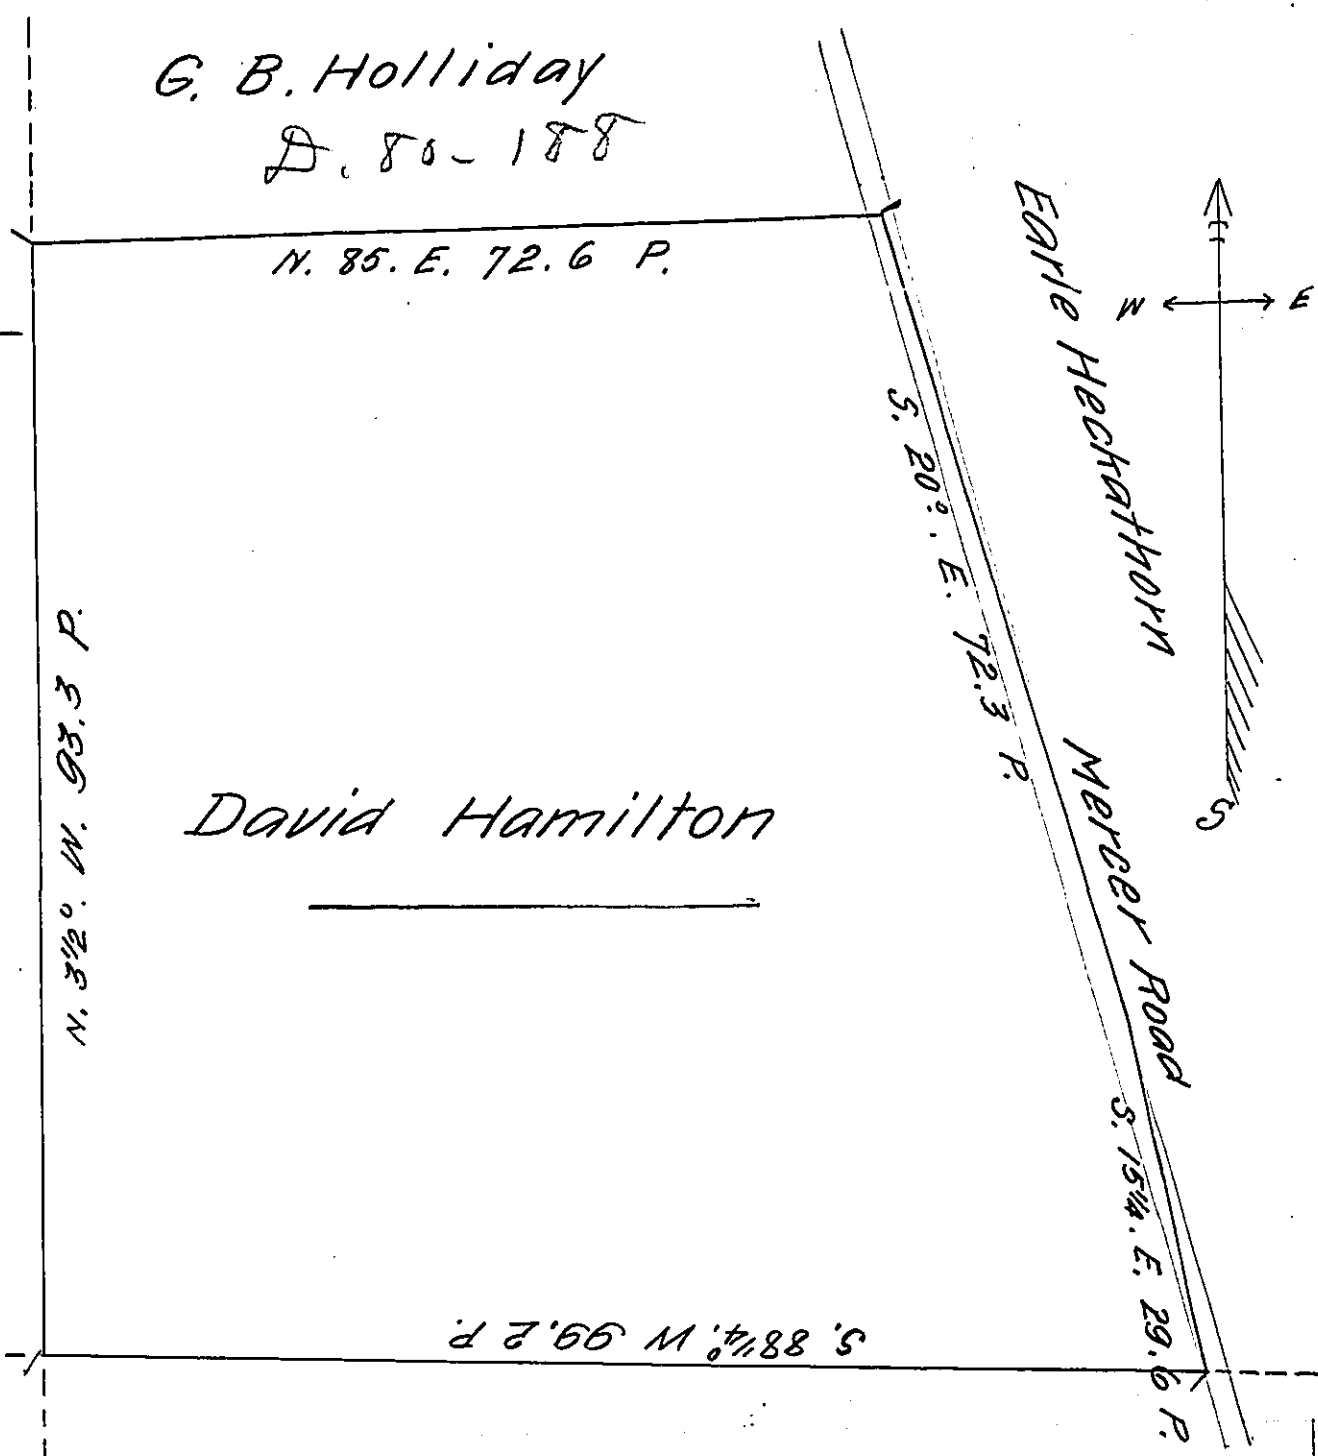 G. B. Holliday
D. 80-188
N. 85. E. 72.6 P.
Earle Heckathorn
W E
S
S. 20°. E. 72.3 P.
N. 3½°. W. 93.3 P.
David Hamilton
Mercer Road
S. 15¼. E. 29.6 P.
S. 88¼°. W 99.2 P.